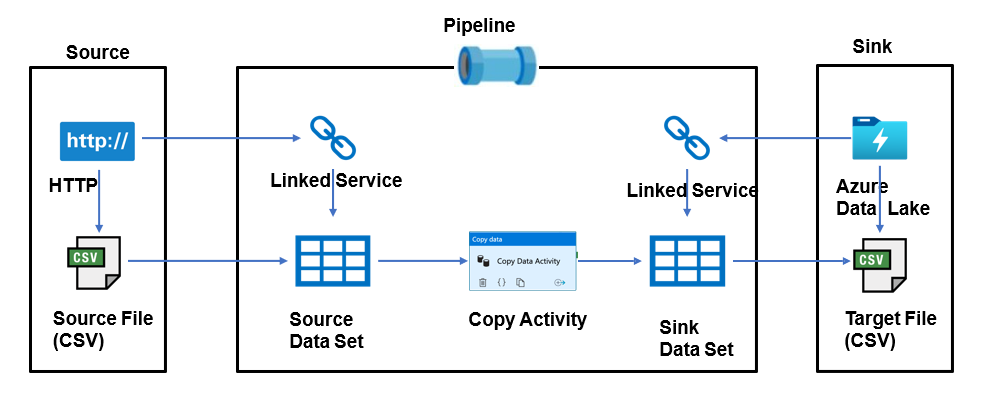 Pipeline
Source
Sink
http://
HTTP
Linked Service
Linked Service
Azure
Data Lake
CSV
Copy data
Copy Data Activity
{}
CSV
Source File
(CSV)
Source
Data Set
Copy Activity
Sink
Data Set
Target File
(CSV)